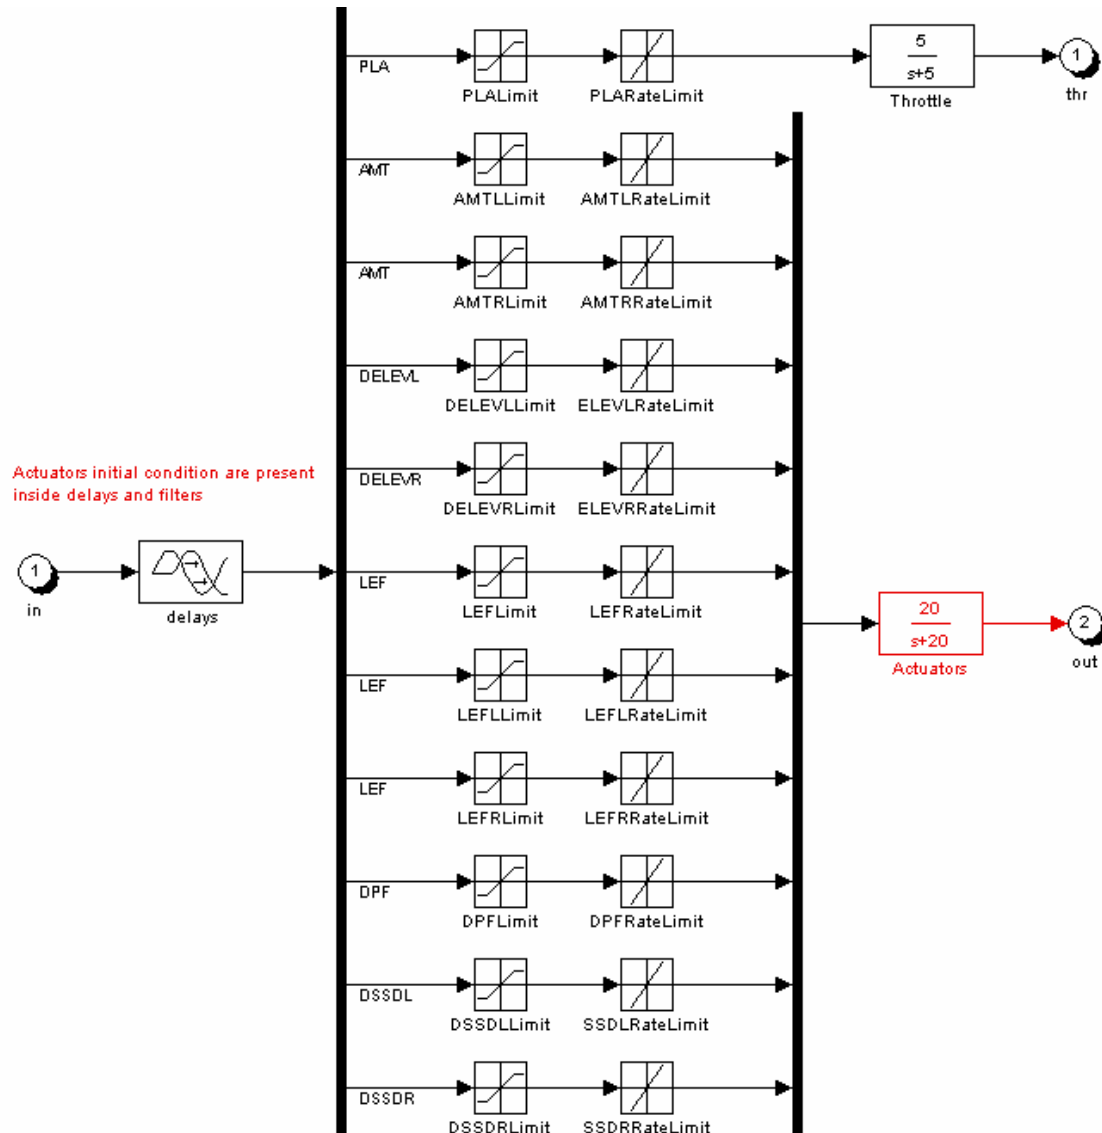 PLA
PLALimit
PLARateLimit
5
s+5
Throttle
1
thr
AMT
AMTLLimit
AMTLRateLimit
AMT
AMTRLimit
AMTRRateLimit
DELEVL
DELEVLLimit
ELEVLRateLimit
Actuators initial condition are present
inside delays and filters
DELEVR
DELEVRLimit
ELEVRRateLimit
1
in
delays
LEF
LEFLimit
LEFRateLimit
20
s+20
Actuators
2
out
LEF
LEFLLimit
LEFLRateLimit
LEF
LEFRLimit
LEFRRateLimit
DPF
DPFLimit
DPFRateLimit
DSSDL
DSSDLLimit
SSDLRateLimit
DSSDR
DSSDRLimit
SSDRRateLimit